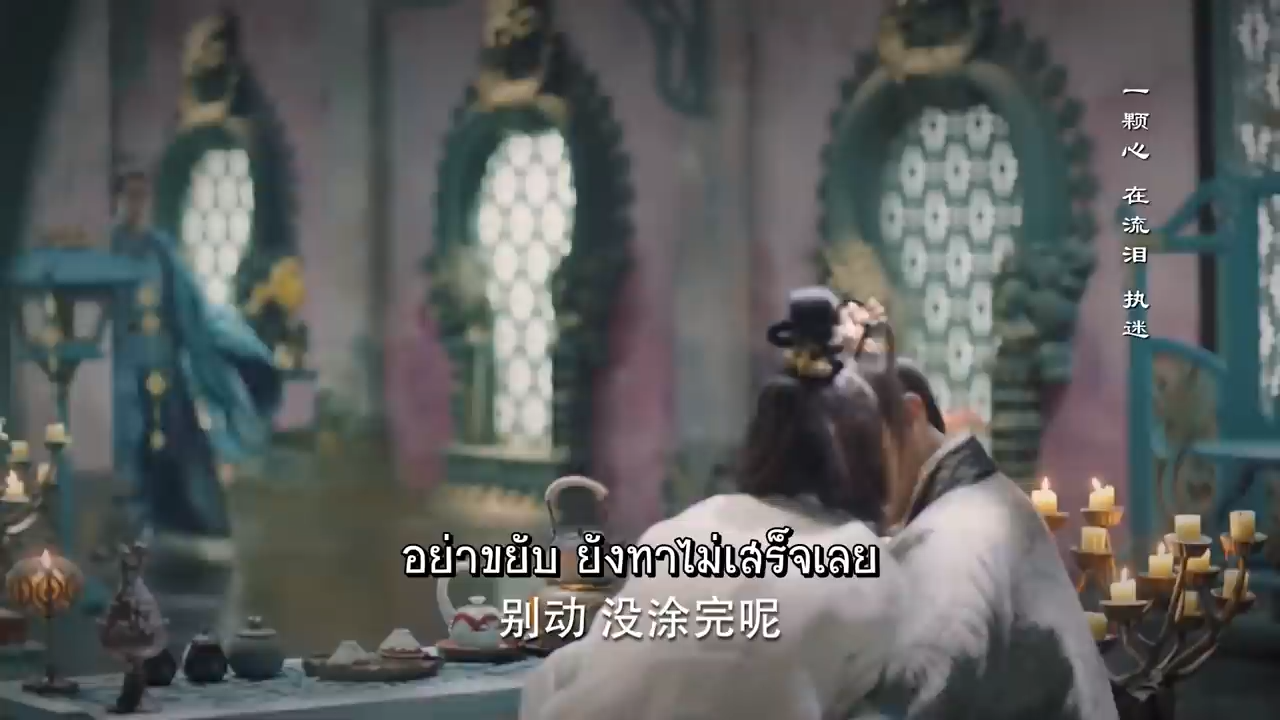 一颗心 在流泪 执迷
อย่าขยับ ยังทาไม่เสร็จเลย
别动 没涂完呢